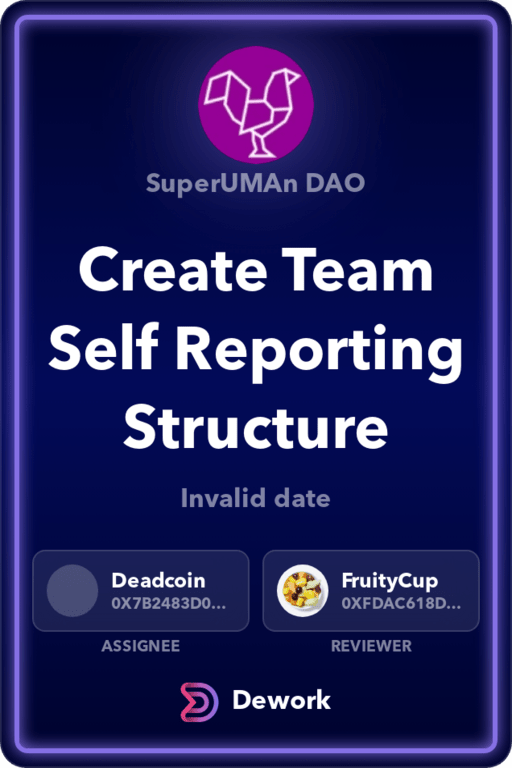 SuperUMAn DAO
Create Team
Self Reporting
Structure
Invalid date
Deadcoin
0X7B2483D0...
FruityCup
0XFDAC618D...
ASSIGNEE
REVIEWER
Dework